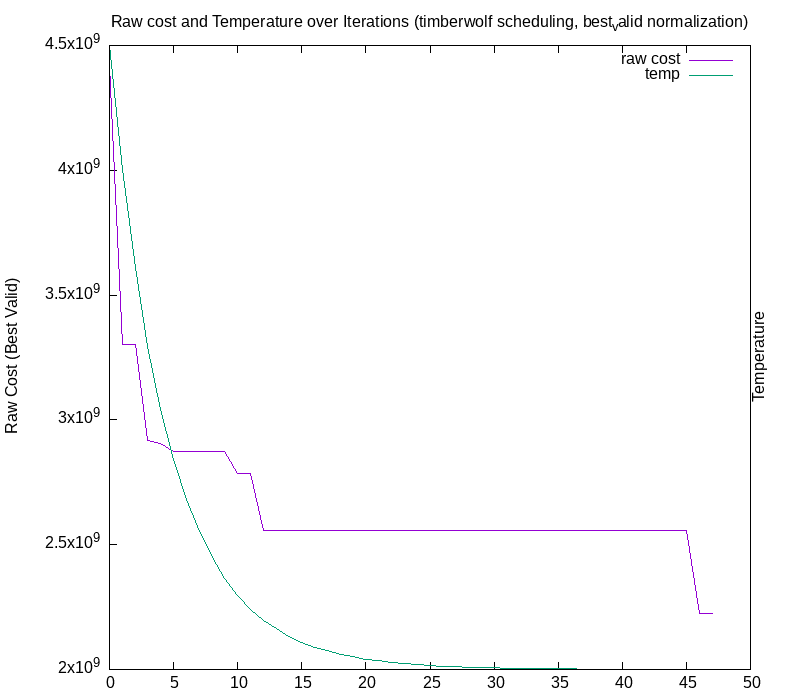 Raw cost and Temperature over Iterations (timberwolf scheduling, best_valid normalization)
raw cost
temp
4.5x10^9
4x10^9
3.5x10^9
3x10^9
2.5x10^9
2x10^9
Raw Cost (Best Valid)
Temperature
0 5 10 15 20 25 30 35 40 45 50